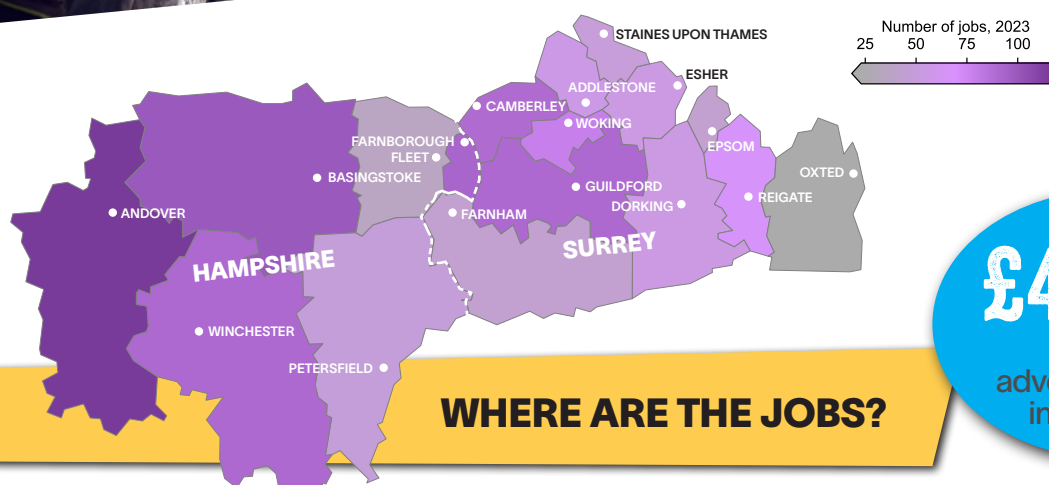 Number of jobs, 2023
25 50 75 100
STAINES UPON THAMES
ESHER
ADDLESTONE
CAMBERLEY
WOKING
FARNBOROUGH
FLEET
EPSOM
BASINGSTOKE
OXTED
GUILDFORD
REIGATE
DORKING
ANDOVER
FARNHAM
SURREY
HAMPSHIRE
WINCHESTER
PETERSFIELD
WHERE ARE THE JOBS?
£4